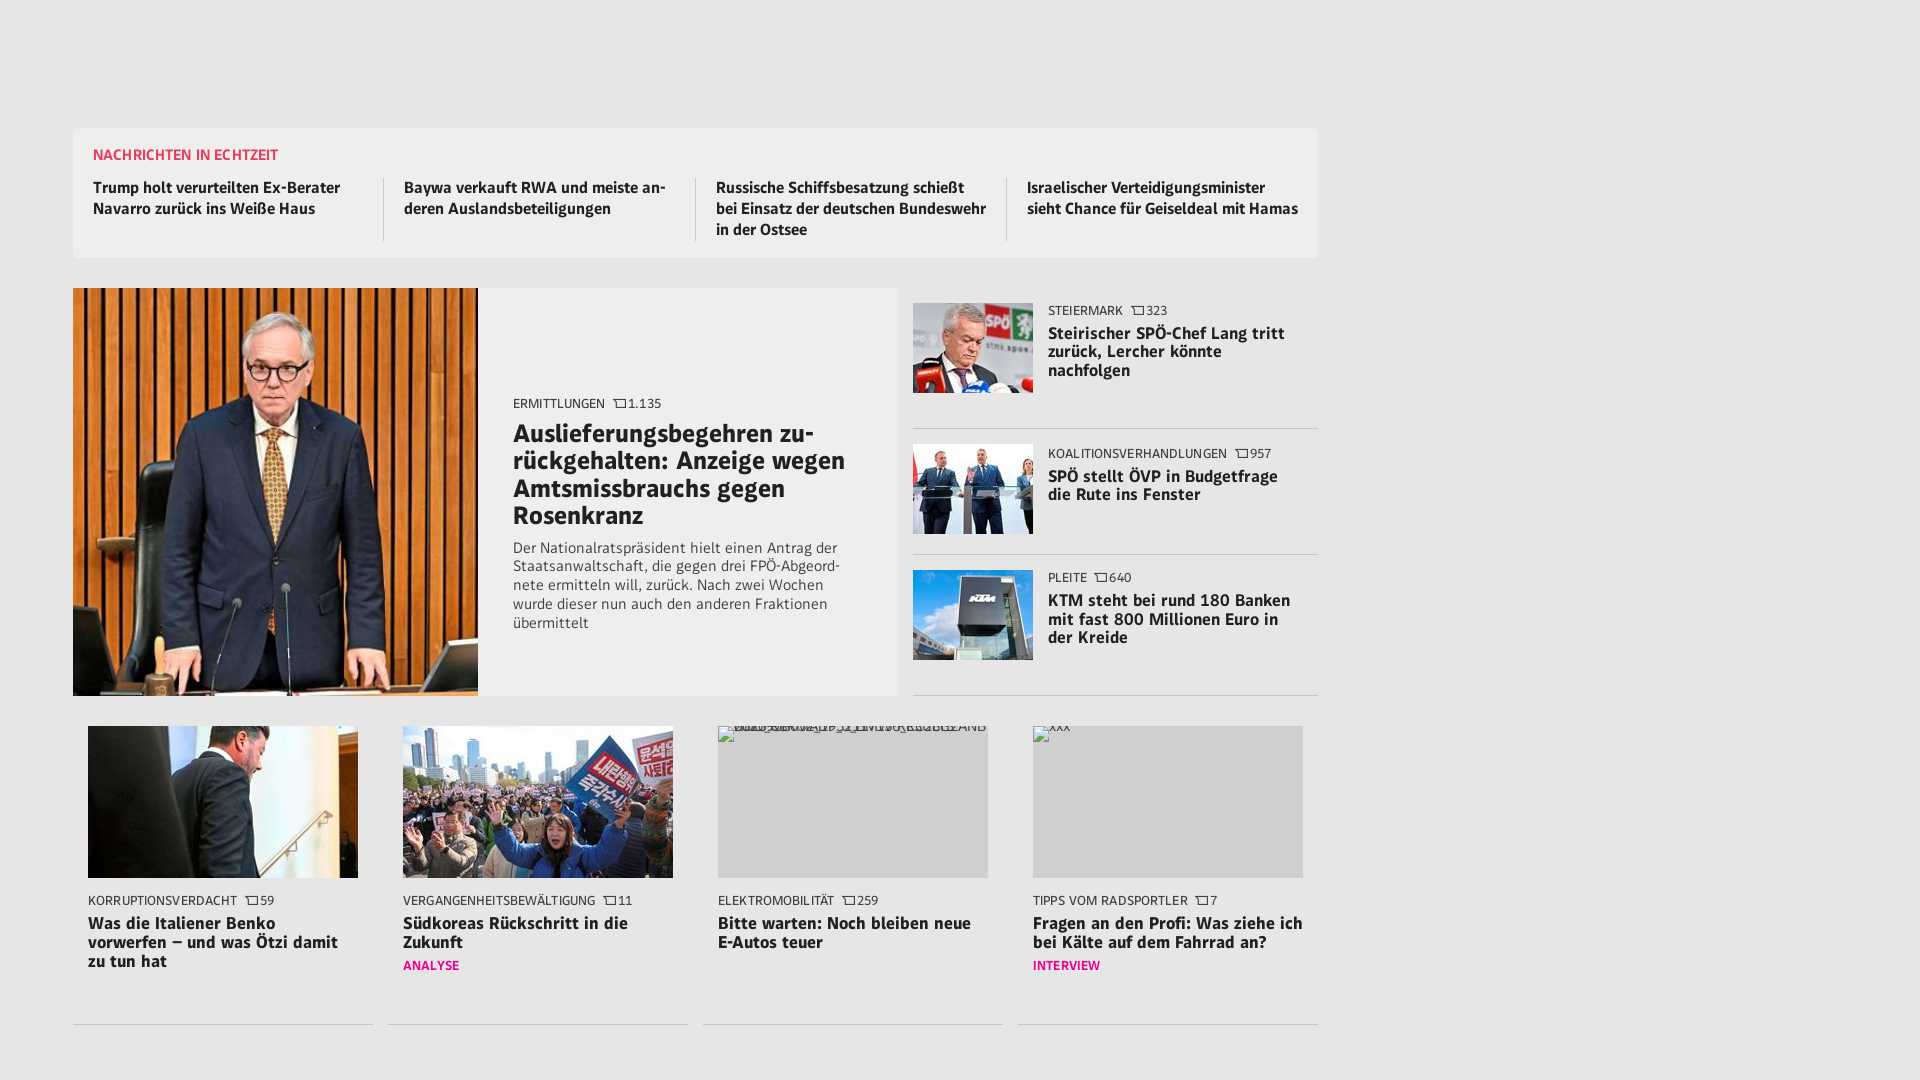 NACHRICHTEN IN ECHTZEIT
Trump holt verurteilten Ex-Berater
Navarro zurück ins Weiße Haus
Baywa verkauft RWA und meiste an-
deren Auslandsbeteiligungen
Russische Schiffsbesatzung schießt
bei Einsatz der deutschen Bundeswehr
in der Ostsee
Israelischer Verteidigungsminister
sieht Chance für Geiseldeal mit Hamas
ERMITTLUNGEN 1.135
Auslieferungsbegehren zu-
rückgehalten: Anzeige wegen
Amtsmissbrauchs gegen
Rosenkranz
Der Nationalratspräsident hielt einen Antrag der
Staatsanwaltschaft, die gegen drei FPÖ-Abgeord-
nete ermitteln will, zurück. Nach zwei Wochen
wurde dieser nun auch den anderen Fraktionen
übermittelt
SPÖ
STEIERMARK 323
Steirischer SPÖ-Chef Lang tritt
zurück, Lercher könnte
nachfolgen
KOALITIONSVERHANDLUNGEN 957
SPÖ stellt ÖVP in Budgetfrage
die Rute ins Fenster
KTM
PLEITE 640
KTM steht bei rund 180 Banken
mit fast 800 Millionen Euro in
der Kreide
KORRUPTIONSVERDACHT 59
Was die Italiener Benko
vorwerfen – und was Ötzi damit
zu tun hat
VERGANGENHEITSBEWÄLTIGUNG 11
Südkoreas Rückschritt in die
Zukunft
ANALYSE
ELEKTROMOBILITÄT 259
Bitte warten: Noch bleiben neue
E-Autos teuer
xxx
TIPPS VOM RADSPORTLER 7
Fragen an den Profi: Was ziehe ich
bei Kälte auf dem Fahrrad an?
INTERVIEW